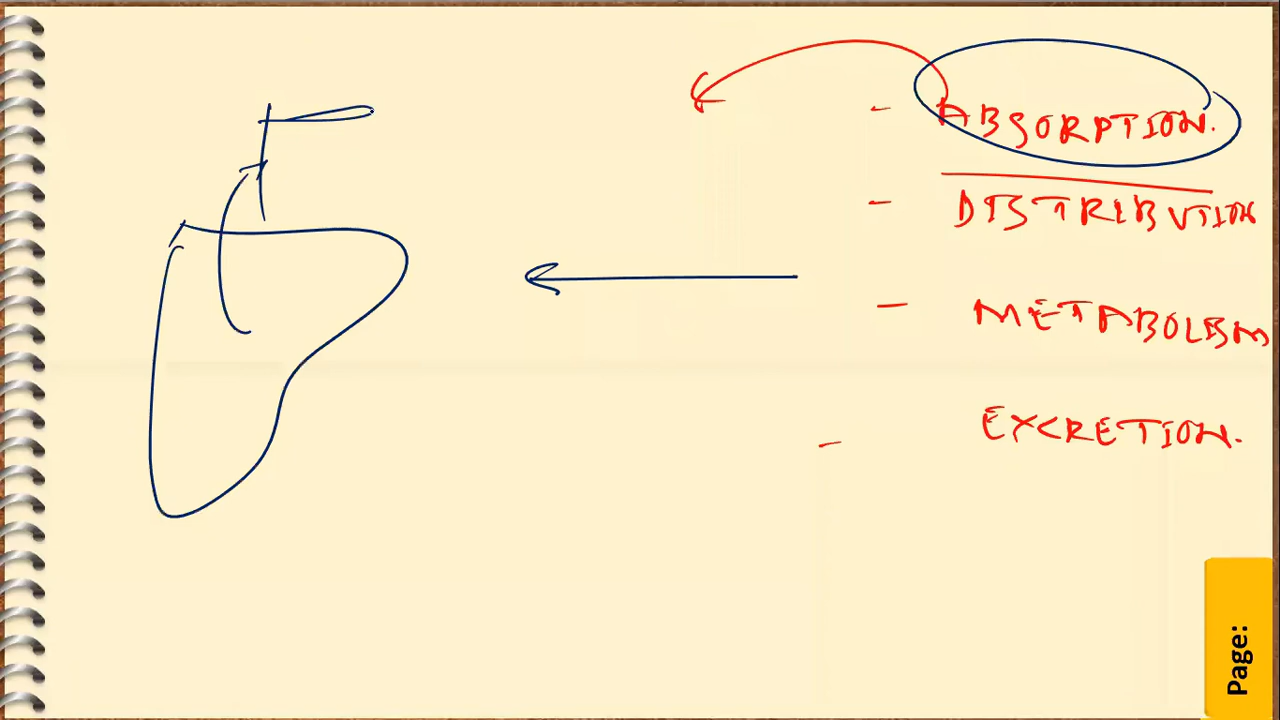 - ABSORPTION.
- DISTRIBUTION
- METABOLISM
- EXCRETION.
Page: